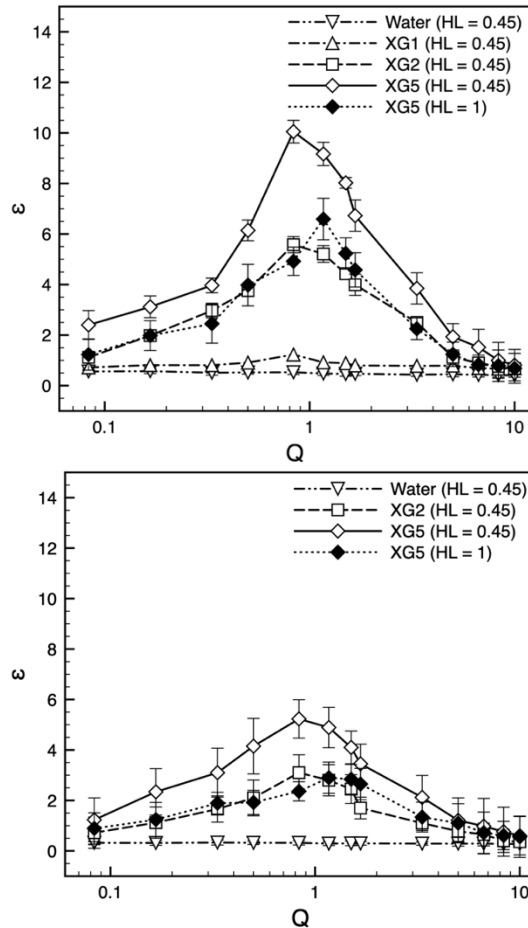 14
12
10
8
6
4
2
0
ε
Water (HL = 0.45)
XG1 (HL = 0.45)
XG2 (HL = 0.45)
XG5 (HL = 0.45)
XG5 (HL = 1)
0.1 1 10
Q
14
12
10
8
6
4
2
0
ε
Water (HL = 0.45)
XG2 (HL = 0.45)
XG5 (HL = 0.45)
XG5 (HL = 1)
0.1 1 10
Q